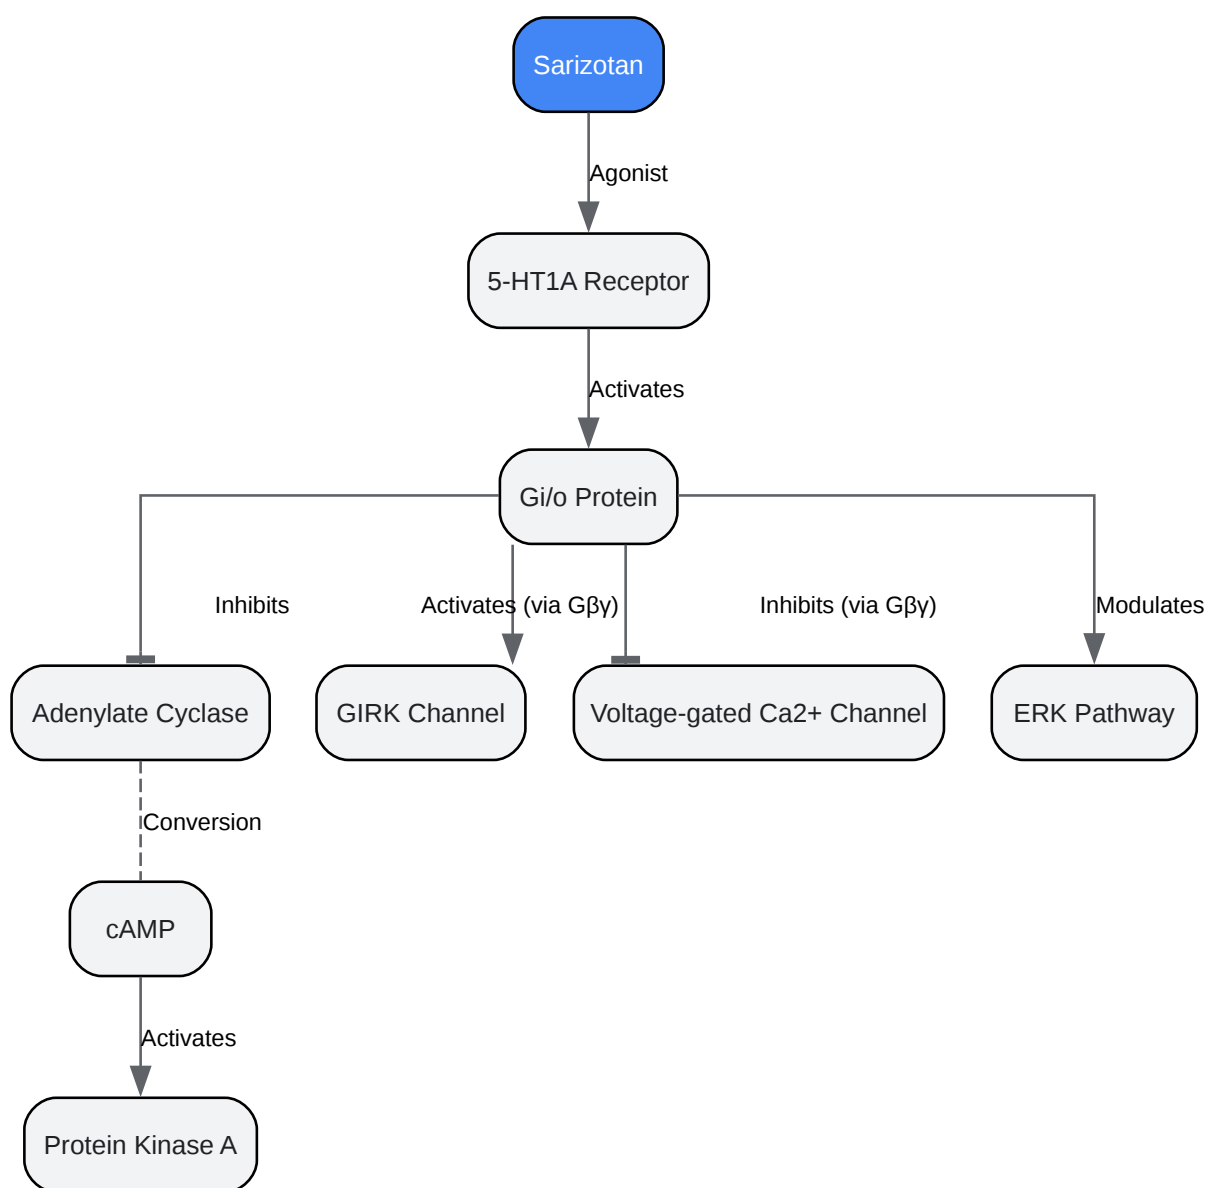 Sarizotan
Agonist
5-HT1A Receptor
Activates
Gi/o Protein
Inhibits
Activates (via Gβγ)
Inhibits (via Gβγ)
Modulates
Adenylate Cyclase
GIRK Channel
Voltage-gated Ca2+ Channel
ERK Pathway
Conversion
cAMP
Activates
Protein Kinase A